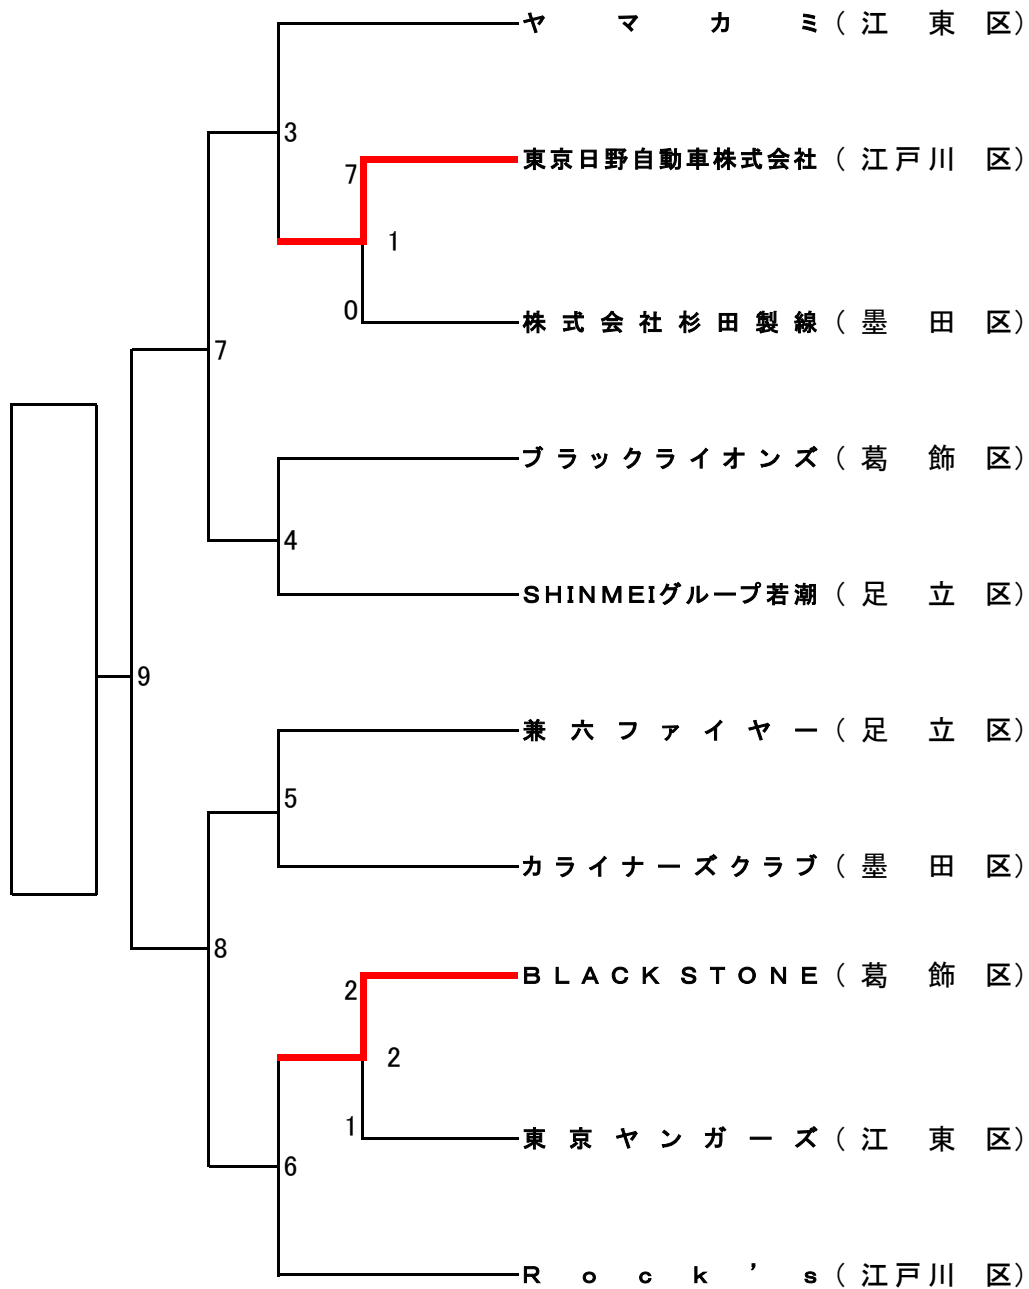 ヤマカミ(江東区)
3
東京日野自動車株式会社(江戸川区)
7
1
0
株式会社杉田製線(墨田区)
7
ブラックライオンズ(葛飾区)
4
SHINMEIグループ若潮(足立区)
9
兼六ファイヤー(足立区)
5
カライナーズクラブ(墨田区)
8
BLACK STONE(葛飾区)
2
2
1
東京ヤンガーズ(江東区)
6
Rock's(江戸川区)